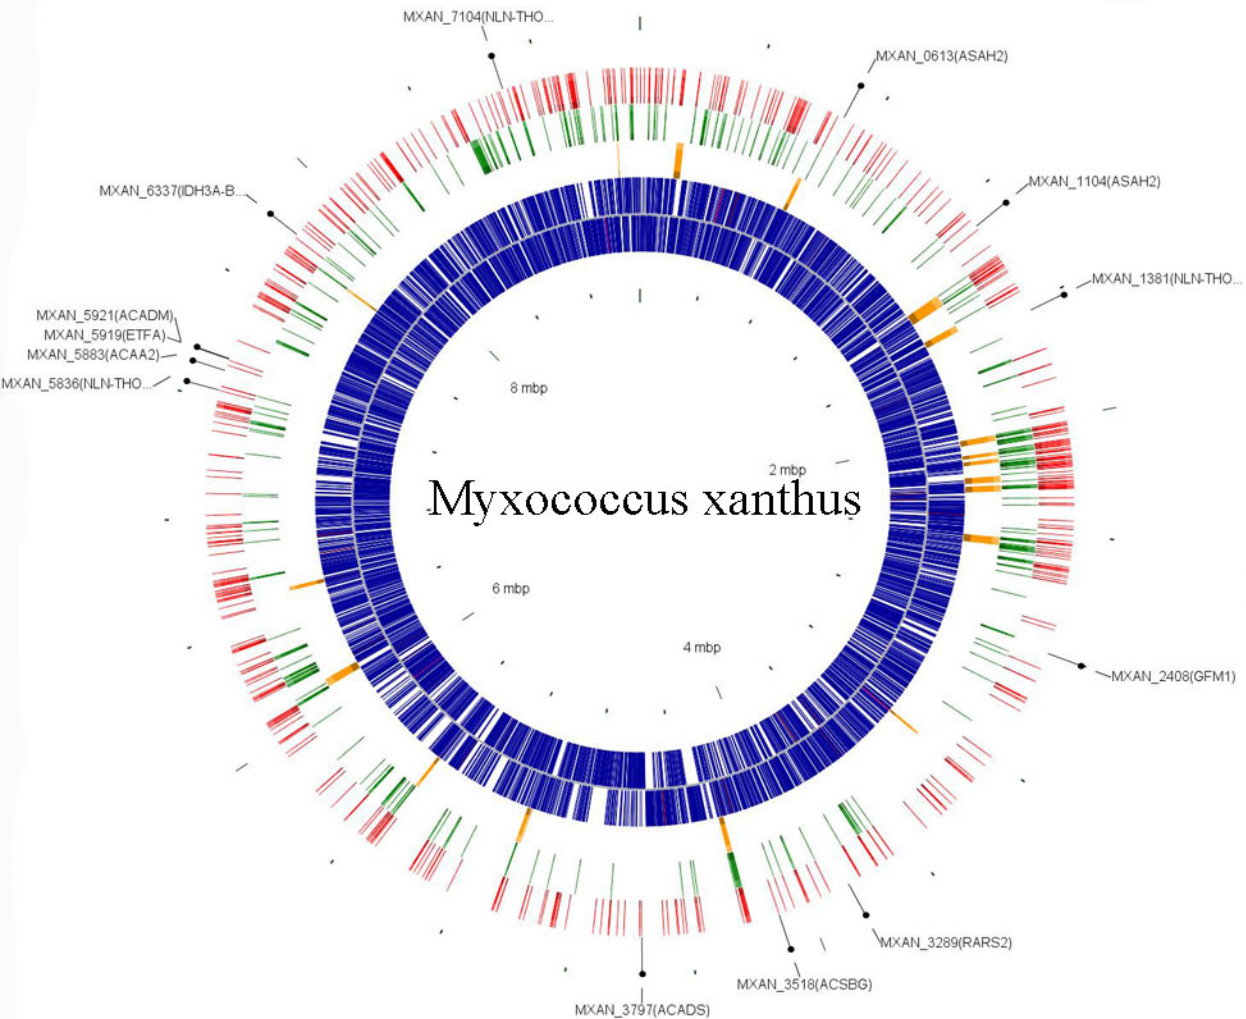 MXAN_7104(NLN-THO...
MXAN_0613(ASAH2)
MXAN_1104(ASAH2)
MXAN_6337(IDH3A-B...
MXAN_1381(NLN-THO...
MXAN_5921(ACADM)
MXAN_5919(ETFA)
MXAN_5883(ACAA2)
MXAN_5836(NLN-THO...
8 mbp
2 mbp
Myxococcus xanthus
6 mbp
4 mbp
MXAN_2408(GFM1)
MXAN_3289(RARS2)
MXAN_3518(ACSBG)
MXAN_3797(ACADS)